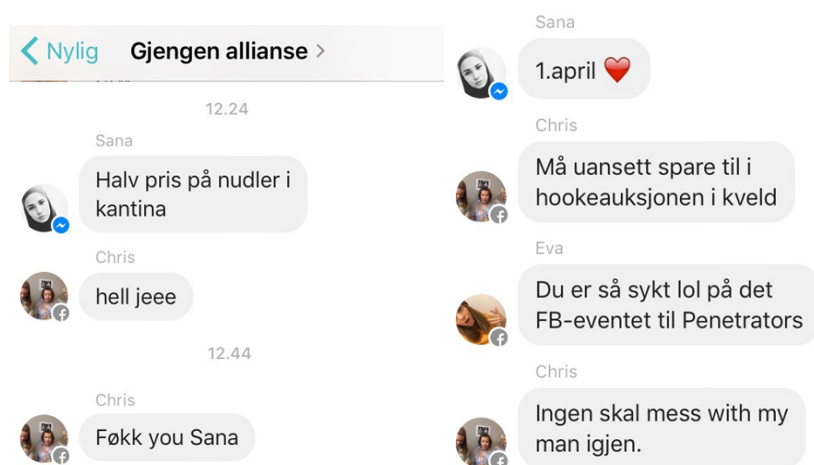 Nylig
Gjengen allianse >
12.24
Sana
Halv pris på nudler i
kantina
Chris
hell jeee
12.44
Chris
Føkk you Sana
Sana
1.april ❤️
Chris
Må uansett spare til i
hookeauksjonen i kveld
Eva
Du er så sykt lol på det
FB-eventet til Penetrators
Chris
Ingen skal mess with my
man igjen.